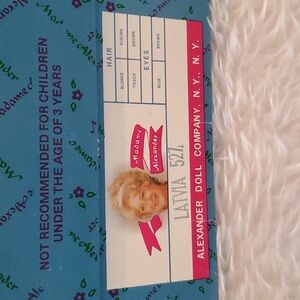 NOT RECOMMENDED FOR CHILDREN
UNDER THE AGE OF 3 YEARS
HAIR
BLONDE
AUBURN
TOSCA
BROWN
EYES
BLUE
BROWN
Madame
Alexander
LATVIA 527
ALEXANDER DOLL COMPANY, N. Y., N. Y.